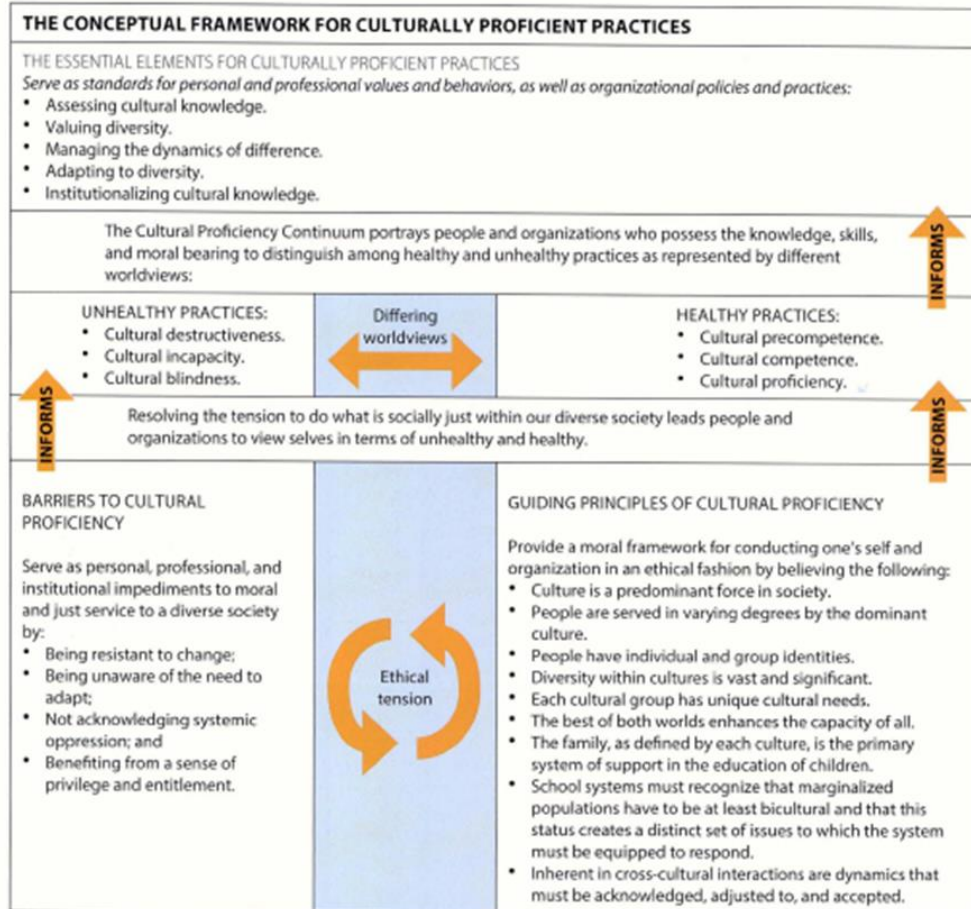 THE CONCEPTUAL FRAMEWORK FOR CULTURALLY PROFICIENT PRACTICES
THE ESSENTIAL ELEMENTS FOR CULTURALLY PROFICIENT PRACTICES
Serve as standards for personal and professional values and behaviors, as well as organizational policies and practices:
• Assessing cultural knowledge.
• Valuing diversity.
• Managing the dynamics of difference.
• Adapting to diversity.
• Institutionalizing cultural knowledge.
The Cultural Proficiency Continuum portrays people and organizations who possess the knowledge, skills,
and moral bearing to distinguish among healthy and unhealthy practices as represented by different
worldviews:
INFORMS
UNHEALTHY PRACTICES:
• Cultural destructiveness.
• Cultural incapacity.
• Cultural blindness.
Differing
worldviews
HEALTHY PRACTICES:
• Cultural precompetence.
• Cultural competence.
• Cultural proficiency.
INFORMS
Resolving the tension to do what is socially just within our diverse society leads people and
organizations to view selves in terms of unhealthy and healthy.
INFORMS
BARRIERS TO CULTURAL
PROFICIENCY
Serve as personal, professional, and
institutional impediments to moral
and just service to a diverse society
by:
• Being resistant to change;
• Being unaware of the need to
adapt;
• Not acknowledging systemic
oppression; and
• Benefiting from a sense of
privilege and entitlement.
Ethical
tension
GUIDING PRINCIPLES OF CULTURAL PROFICIENCY
Provide a moral framework for conducting one's self and
organization in an ethical fashion by believing the following:
• Culture is a predominant force in society.
• People are served in varying degrees by the dominant
culture.
• People have individual and group identities.
• Diversity within cultures is vast and significant.
• Each cultural group has unique cultural needs.
• The best of both worlds enhances the capacity of all.
• The family, as defined by each culture, is the primary
system of support in the education of children.
• School systems must recognize that marginalized
populations have to be at least bicultural and that this
status creates a distinct set of issues to which the system
must be equipped to respond.
• Inherent in cross-cultural interactions are dynamics that
must be acknowledged, adjusted to, and accepted.